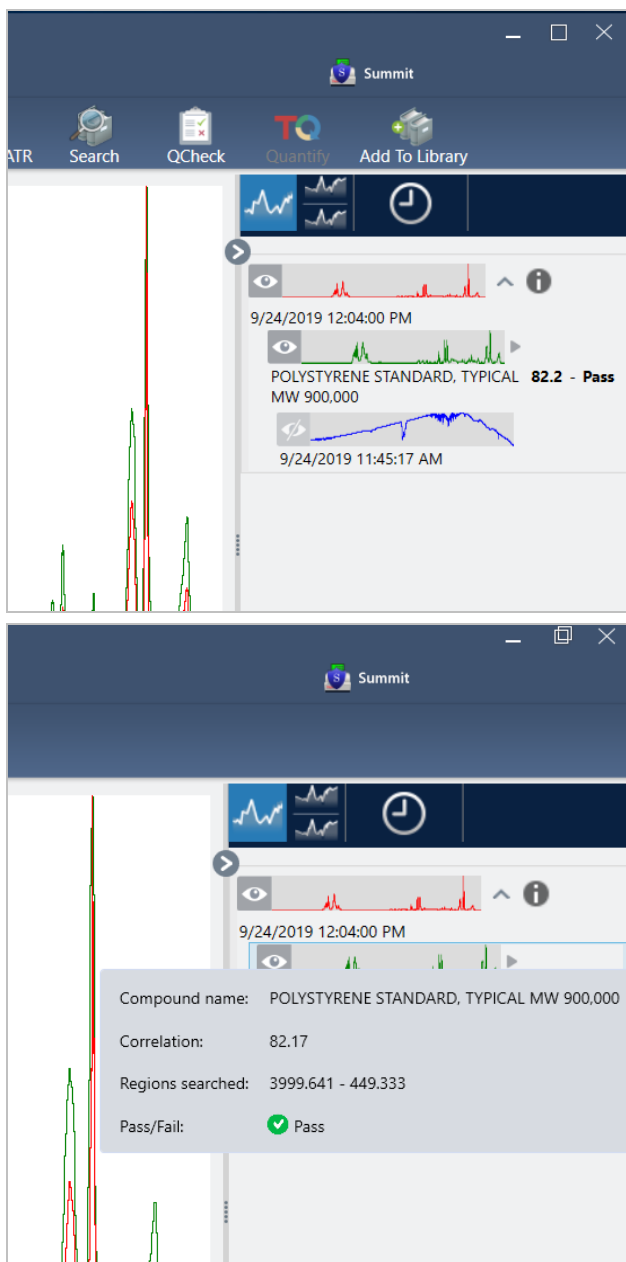 Summit
ATR Search QCheck TQ Quantify Add To Library
9/24/2019 12:04:00 PM
POLYSTYRENE STANDARD, TYPICAL 82.2 - Pass
MW 900,000
9/24/2019 11:45:17 AM
Summit
9/24/2019 12:04:00 PM
Compound name: POLYSTYRENE STANDARD, TYPICAL MW 900,000
Correlation: 82.17
Regions searched: 3999.641 - 449.333
Pass/Fail: Pass